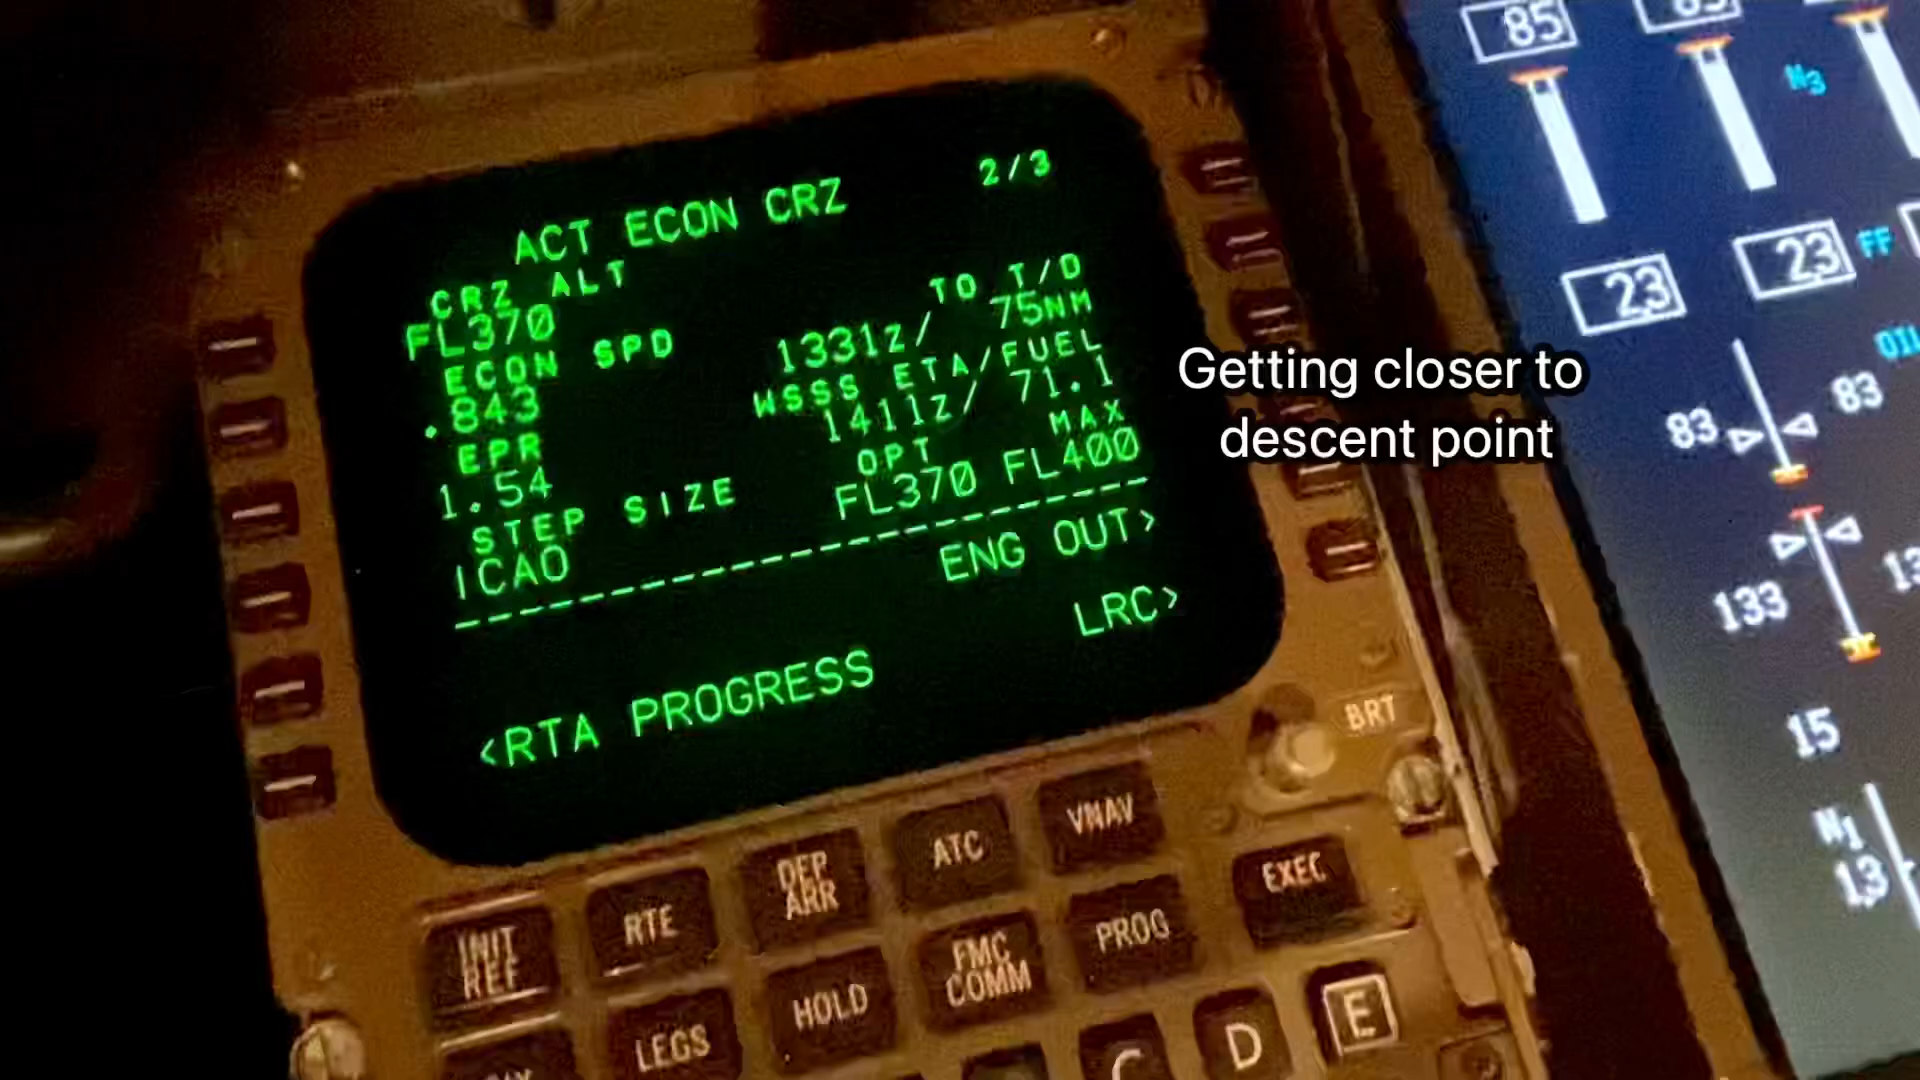 ACT ECON CRZ 2/3
CRZ ALT TO T/D
FL370 1331z/ 75NM
ECON SPD WSSS ETA/FUEL
.843 1411z/ 71.1
EPR OPT MAX
1.54 FL370 FL400
STEP SIZE
ICAO
ENG OUT>
LRC>
<RTA PROGRESS
BRT
INIT REF
RTE
DEP ARR
ATC
VNAV
EXEC
LEGS
HOLD
FMC COMM
PROG
C
D
E
Getting closer to
descent point
85
N3
23
23 FF
OIL
83 83
133
15
N1
13